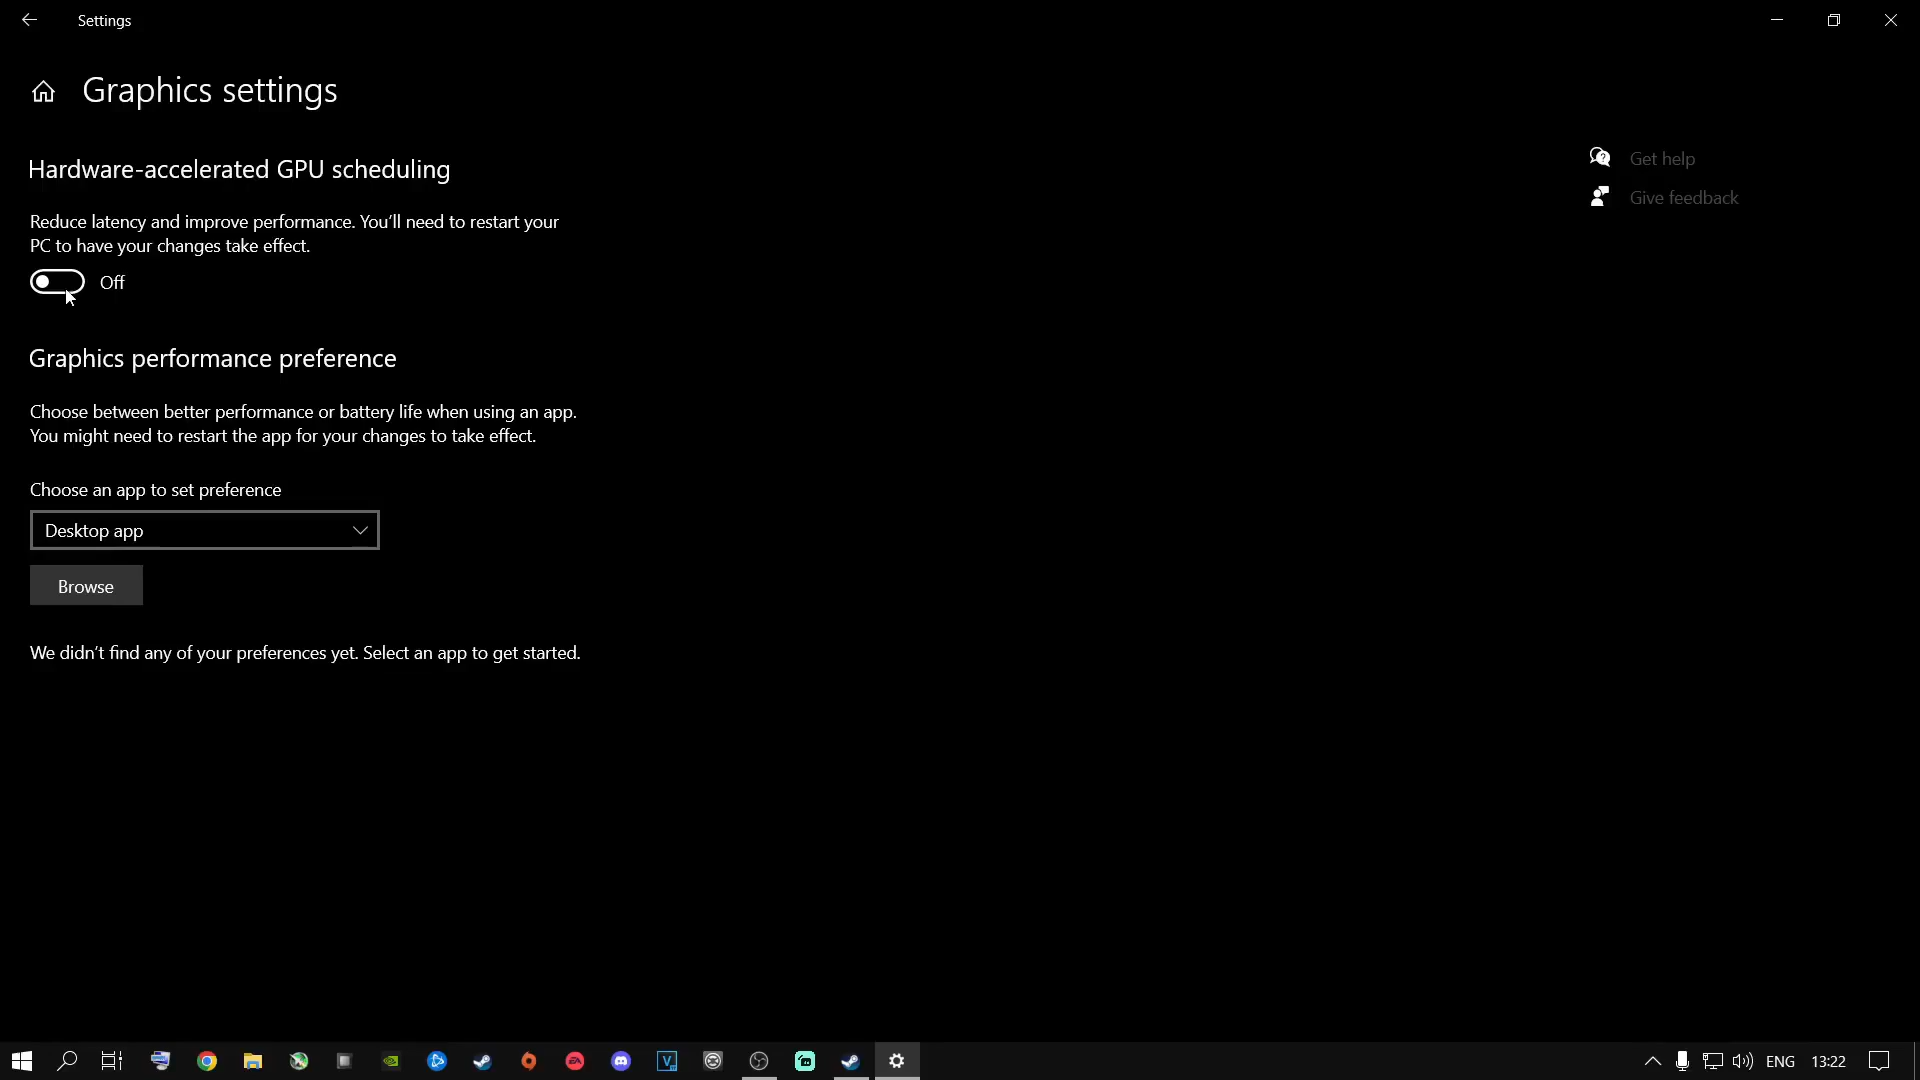 Settings
Graphics settings
Hardware-accelerated GPU scheduling
Reduce latency and improve performance. You'll need to restart your
PC to have your changes take effect.
Off
Graphics performance preference
Choose between better performance or battery life when using an app.
You might need to restart the app for your changes to take effect.
Choose an app to set preference
Desktop app
Browse
We didn't find any of your preferences yet. Select an app to get started.
Get help
Give feedback
ENG
13:22